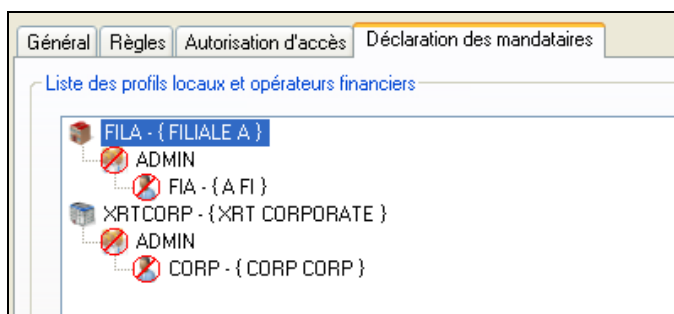 Général Règles Autorisation d'accès Déclaration des mandataires
Liste des profils locaux et opérateurs financiers
FILA - { FILIALE A }
ADMIN
FIA - { A FI }
XRTCORP - { XRT CORPORATE }
ADMIN
CORP - { CORP CORP }